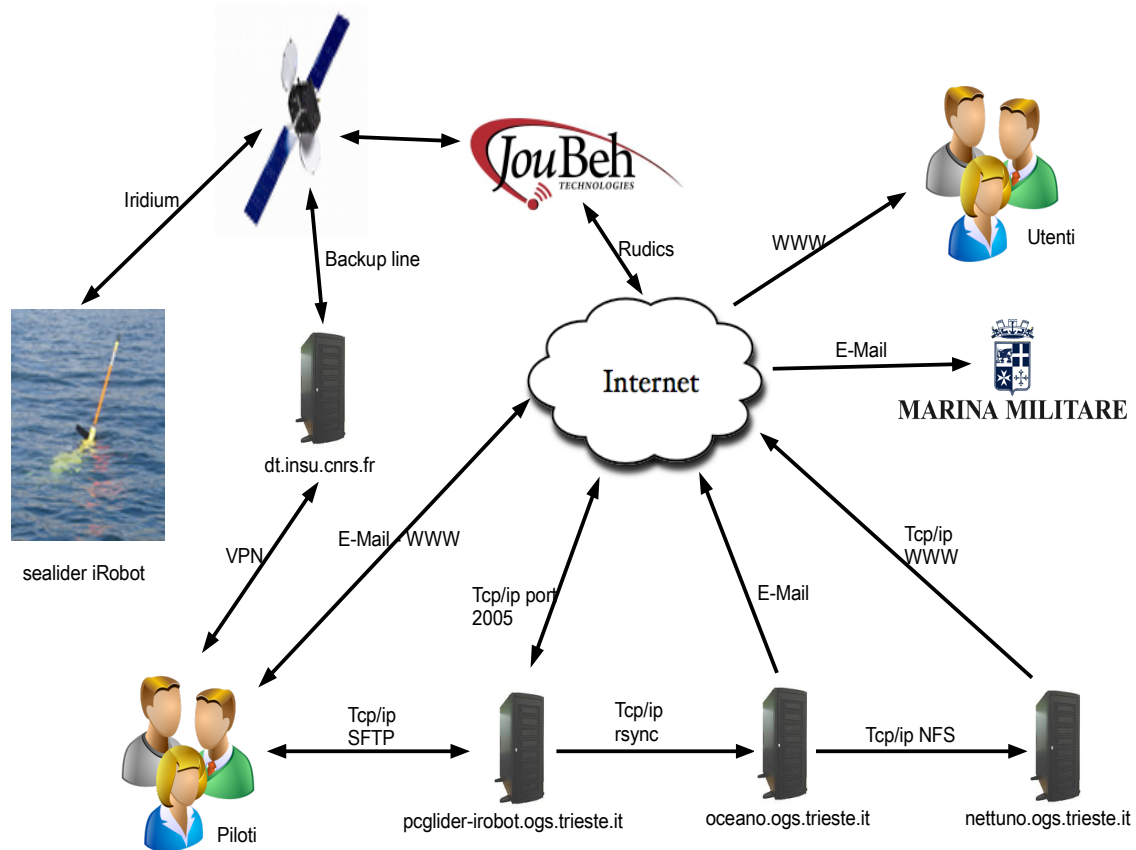 JouBeh
TECHNOLOGIES
Iridium
WWW
Utenti
Backup line
Rudics
E-Mail
Internet
MARINA MILITARE
dt.insu.cnrs.fr
sealider iRobot
VPN
E-Mail - WWW
Tcp/ip
WWW
Tcp/ip port
2005
E-Mail
Tcp/ip
SFTP
Tcp/ip
rsync
Tcp/ip NFS
Piloti
pcglider-irobot.ogs.trieste.it
oceano.ogs.trieste.it
nettuno.ogs.trieste.it